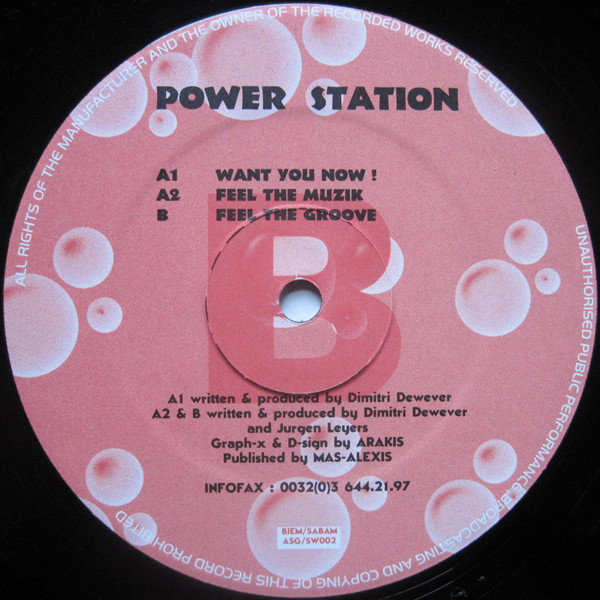 ALL RIGHTS OF THE MANUFACTURER AND THE OWNER OF THE RECORDED WORKS RESERVED
POWER STATION
A1 WANT YOU NOW !
A2 FEEL THE MUZIK
B FEEL THE GROOVE
B
A1 written & produced by Dimitri Dewever
A2 & B written & produced by Dimitri Dewever
and Jurgen Leyers
Graph-x & D-sign by ARAKIS
Published by MAS-ALEXIS
INFOFAX : 0032(0)3 644.21.97
BIEM/SABAM
ASG/SW002
UNAUTHORISED PUBLIC PERFORMANCE BROADCASTING AND COPYING OF THIS RECORD PROHIBITED